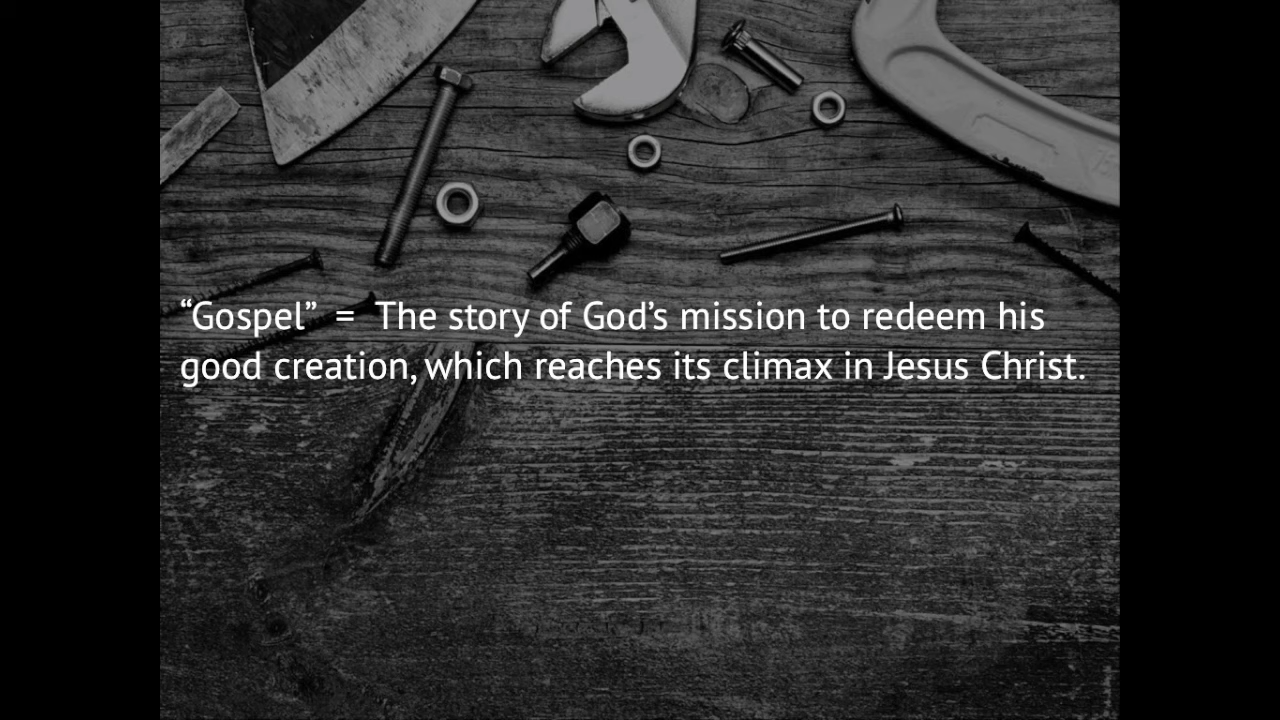 “Gospel” = The story of God’s mission to redeem his
good creation, which reaches its climax in Jesus Christ.